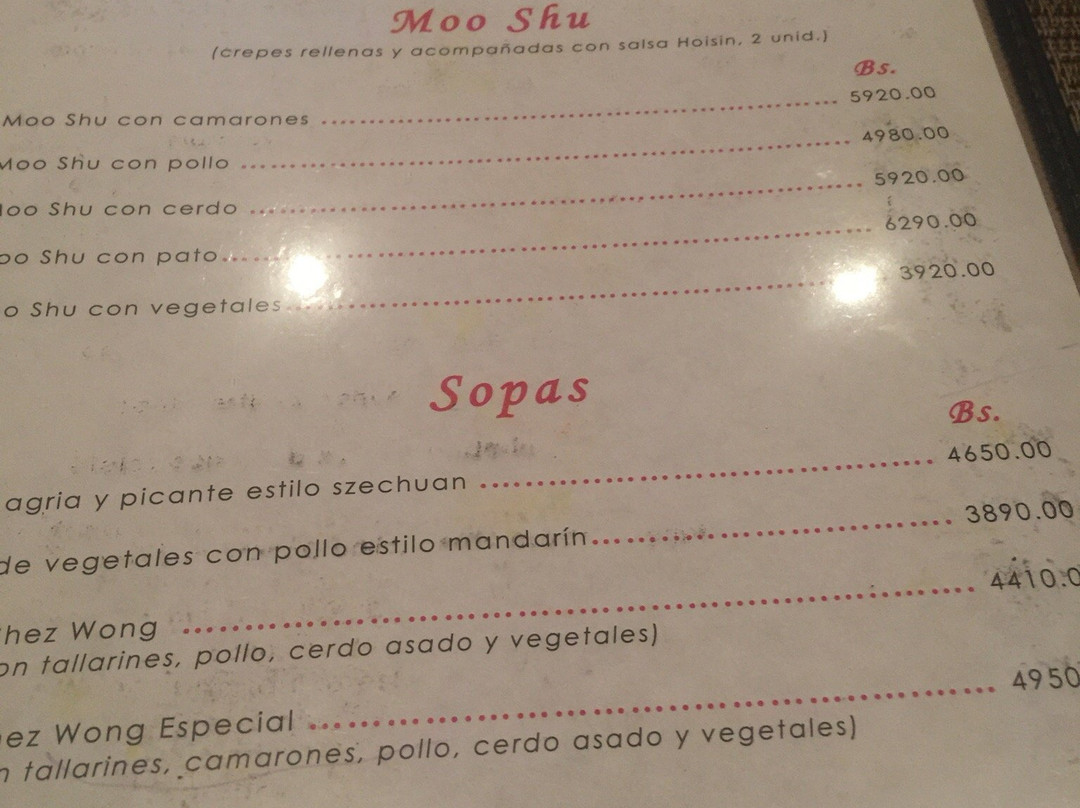 Moo Shu
(crepes rellenas y acompañadas con salsa Hoisin, 2 unid.)
Bs.
Moo Shu con camarones 5920.00
Moo Shu con pollo 4980.00
oo Shu con cerdo 5920.00
oo Shu con pato 6290.00
o Shu con vegetales 3920.00
Sopas
Bs.
agria y picante estilo szechuan 4650.00
de vegetales con pollo estilo mandarín 3890.00
hez Wong 4410.0
on tallarines, pollo, cerdo asado y vegetales)
ez Wong Especial 4950
n tallarines, camarones, pollo, cerdo asado y vegetales)